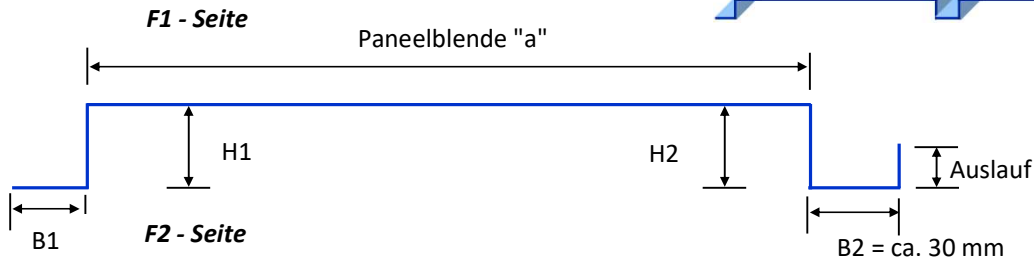 F1 - Seite
Paneelblende "a"
H1
H2
Auslauf
B1
F2 - Seite
B2 = ca. 30 mm